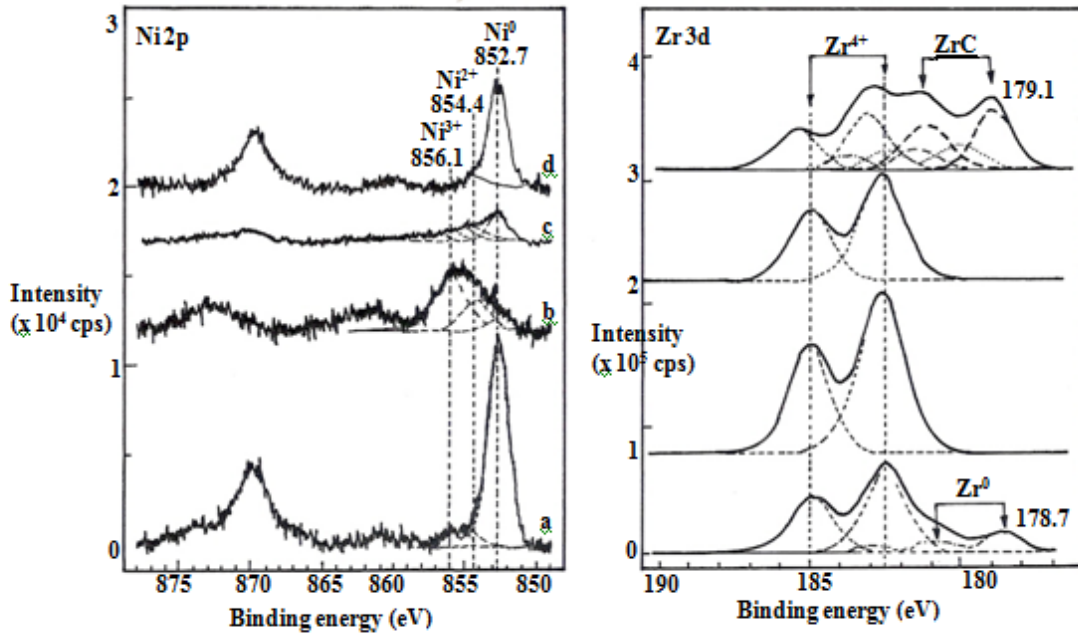 Ni 2p
Ni⁰
852.7
Ni²⁺
854.4
Ni³⁺
856.1
d
c
b
a
3
2
1
0
Intensity
(x 10⁴ cps)
875
870
865
860
855
850
Binding energy (eV)
Zr 3d
Zr⁴⁺
ZrC
179.1
Zr⁰
178.7
4
3
2
1
0
Intensity
(x 10⁵ cps)
190
185
180
Binding energy (eV)